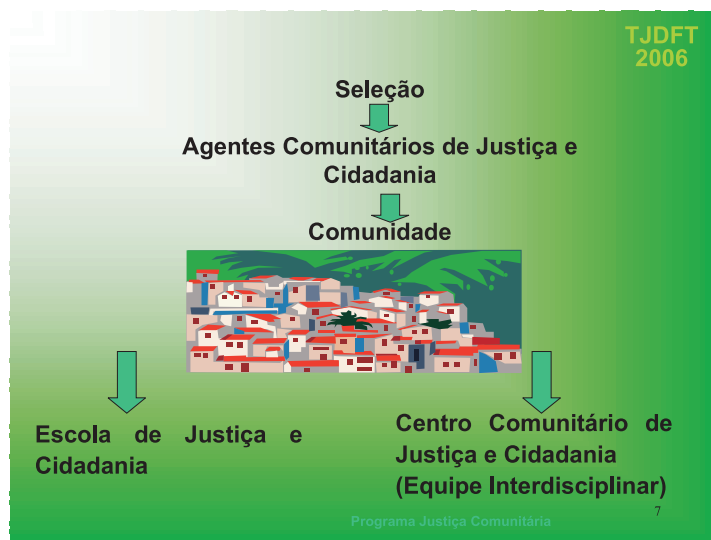 TJDFT
2006
Seleção
Agentes Comunitários de Justiça e
Cidadania
Comunidade
Escola de Justiça e
Cidadania
Centro Comunitário de
Justiça e Cidadania
(Equipe Interdisciplinar)
7
Programa Justiça Comunitária